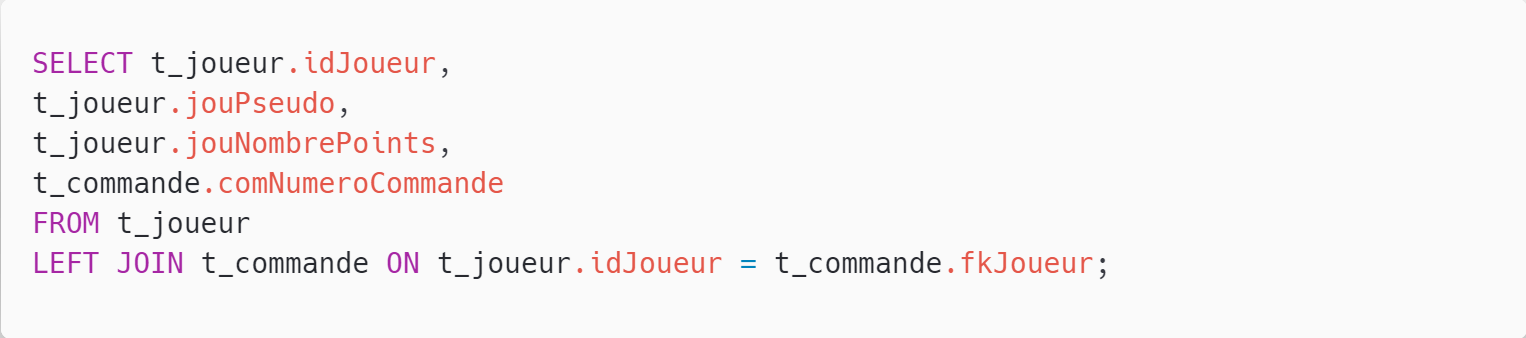 SELECT t_joueur.idJoueur,
t_joueur.jouPseudo,
t_joueur.jouNombrePoints,
t_commande.comNumeroCommande
FROM t_joueur
LEFT JOIN t_commande ON t_joueur.idJoueur = t_commande.fkJoueur;